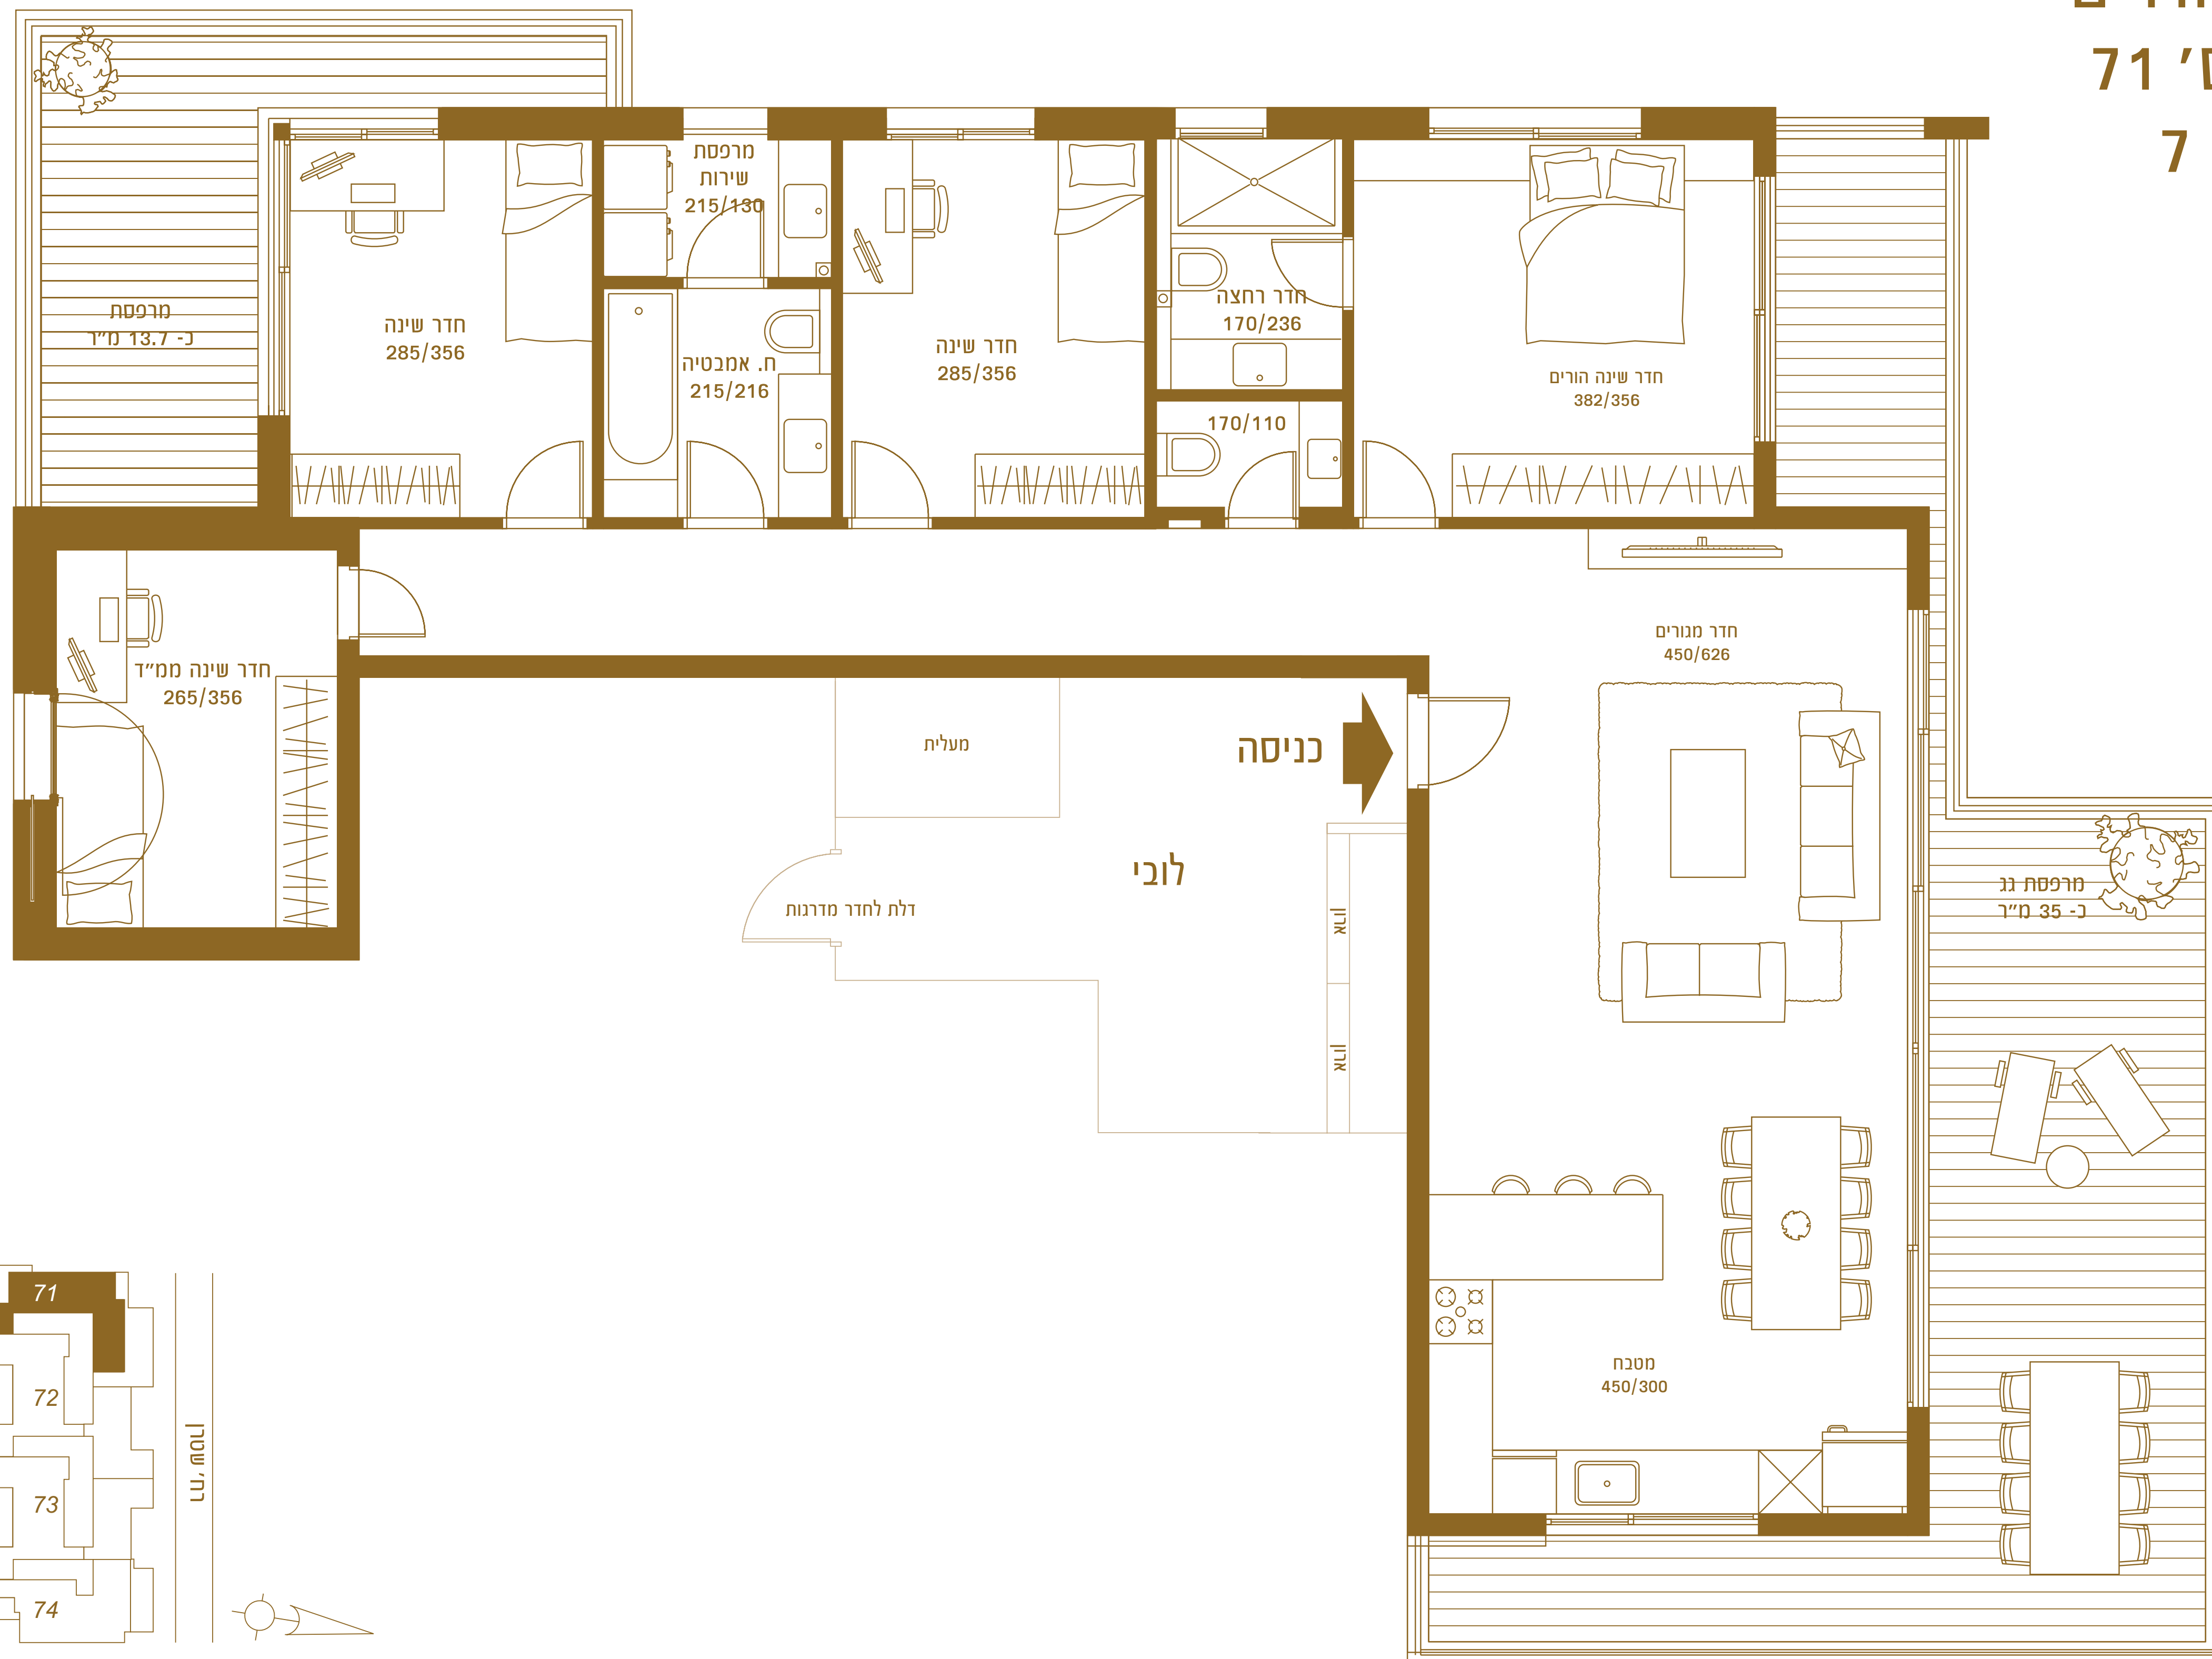 71
7
מרפסת
שירות
215/130
מרפסת
כ- 13.7 מ״ר
חדר שינה
285/356
ח. אמבטיה
215/216
חדר שינה
285/356
חדר רחצה
170/236
170/110
חדר שינה הורים
382/356
חדר שינה ממ״ד
265/356
חדר מגורים
450/626
מעלית
כניסה
לובי
דלת לחדר מדרגות
ארון
ארון
מרפסת גג
כ- 35 מ״ר
מטבח
450/300
71
72
73
74
רח׳ שטרן